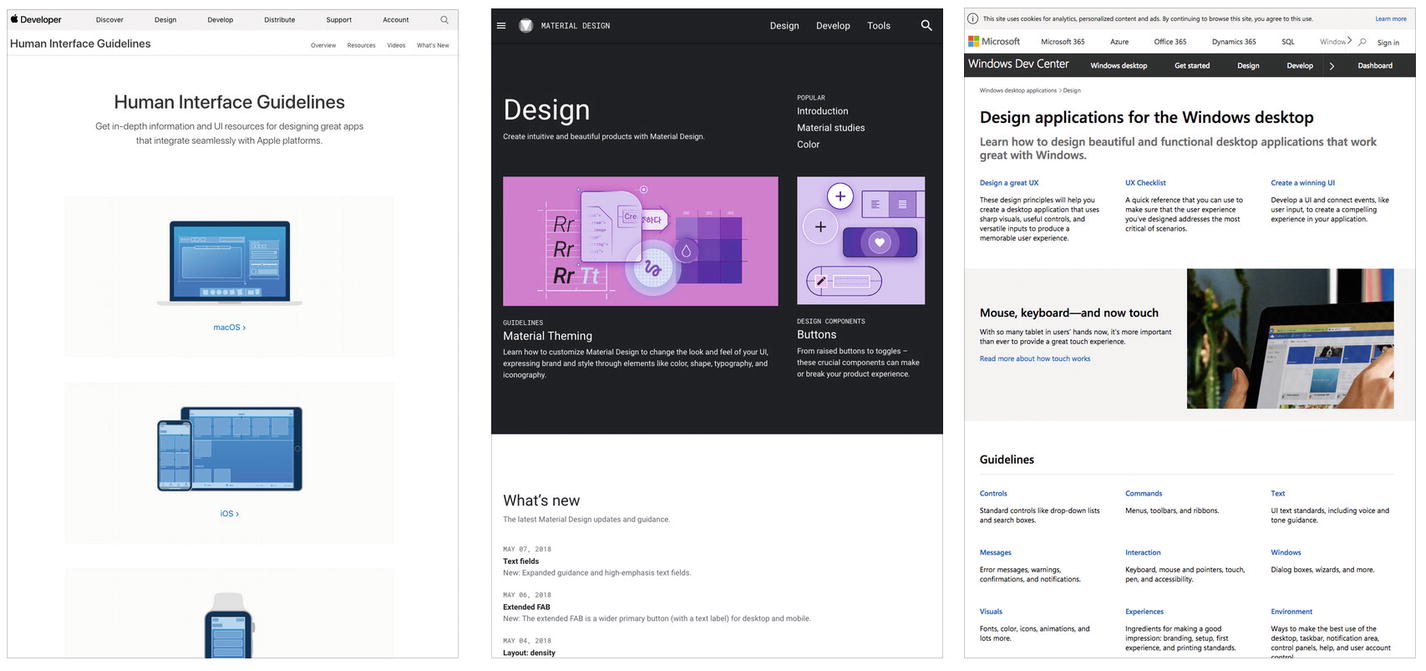 Developer
Discover
Design
Develop
Distribute
Support
Account
Human Interface Guidelines
Overview
Resources
Videos
What's New
Human Interface Guidelines
Get in-depth information and UI resources for designing great apps
that integrate seamlessly with Apple platforms.
macOS ›
iOS ›
MATERIAL DESIGN
Design
Develop
Tools
Design
Create intuitive and beautiful products with Material Design.
POPULAR
Introduction
Material studies
Color
Rr
Rr
Rr Tt
Cre
하다
GUIDELINES
Material Theming
Learn how to customize Material Design to change the look and feel of your UI,
expressing brand and style through elements like color, shape, typography, and
iconography.
DESIGN COMPONENTS
Buttons
From raised buttons to toggles –
these crucial components can make
or break your product experience.
What's new
The latest Material Design updates and guidance.
MAY 07, 2018
Text fields
New: Expanded guidance and high-emphasis text fields.
MAY 06, 2018
Extended FAB
New: The extended FAB is a wider primary button (with a text label) for desktop and mobile.
MAY 04, 2018
Layout: density
This site uses cookies for analytics, personalized content and ads. By continuing to browse this site, you agree to this use.
Learn more
Microsoft
Microsoft 365
Azure
Office 365
Dynamics 365
SQL
Window
Sign in
Windows Dev Center
Windows desktop
Get started
Design
Develop
Dashboard
Windows desktop applications > Design
Design applications for the Windows desktop
Learn how to design beautiful and functional desktop applications that work
great with Windows.
Design a great UX
These design principles will help you
create a desktop application that uses
sharp visuals, useful controls, and
versatile inputs to produce a
memorable user experience.
UX Checklist
A quick reference that you can use to
make sure that the user experience
you've designed addresses the most
critical of scenarios.
Create a winning UI
Develop a UI and connect events, like
user input, to create a compelling
experience in your application.
Mouse, keyboard—and now touch
With so many tablet in users' hands now, it's more important
than ever to provide a great touch experience.
Read more about how touch works
Guidelines
Controls
Standard controls like drop-down lists
and search boxes.
Commands
Menus, toolbars, and ribbons.
Text
UI text standards, including voice and
tone guidance.
Messages
Error messages, warnings,
confirmations, and notifications.
Interaction
Keyboard, mouse and pointers, touch,
pen, and accessibility.
Windows
Dialog boxes, wizards, and more.
Visuals
Fonts, color, icons, animations, and
lots more.
Experiences
Ingredients for making a good
impression: branding, setup, first
experience, and printing standards.
Environment
Ways to make the best use of the
desktop, taskbar, notification area,
control panels, help, and user account
control.